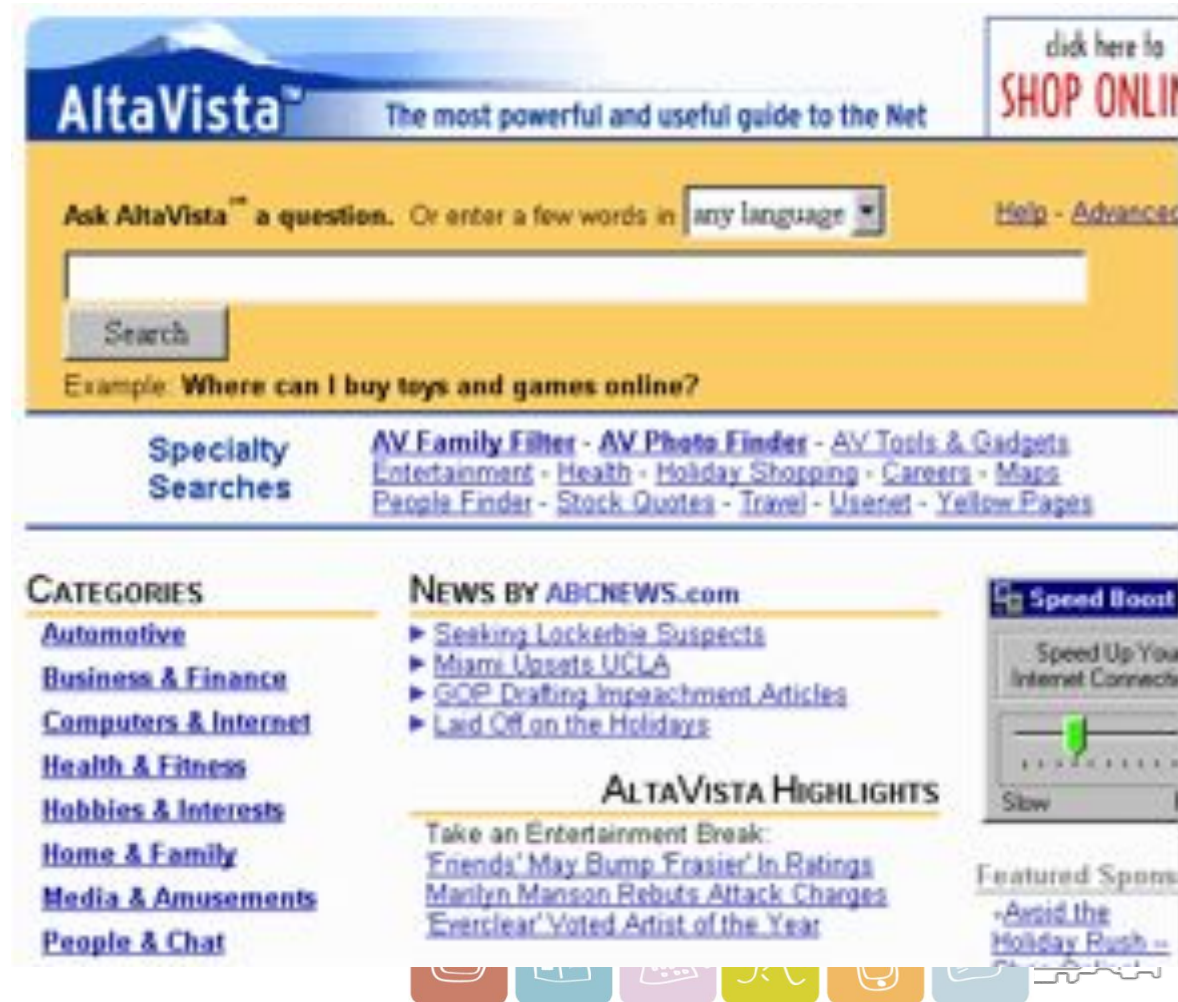 AltaVista™
The most powerful and useful guide to the Net
click here to
SHOP ONLIN
Ask AltaVista™ a question. Or enter a few words in any language
Help - Advanced
Search
Example: Where can I buy toys and games online?
Specialty
Searches
AV Family Filter - AV Photo Finder - AV Tools & Gadgets
Entertainment - Health - Holiday Shopping - Careers - Maps
People Finder - Stock Quotes - Travel - Usenet - Yellow Pages
CATEGORIES
Automotive
Business & Finance
Computers & Internet
Health & Fitness
Hobbies & Interests
Home & Family
Media & Amusements
People & Chat
NEWS BY ABCNEWS.com
Seeking Lockerbie Suspects
Miami Upsets UCLA
GOP Drafting Impeachment Articles
Laid Off on the Holidays
ALTAVISTA HIGHLIGHTS
Take an Entertainment Break:
'Friends' May Bump 'Frasier' In Ratings
Marilyn Manson Rebuts Attack Charges
'Everclear' Voted Artist of the Year
Speed Boost
Speed Up You
Internet Connecti
Slow
Featured Spons
-Avoid the
Holiday Rush --